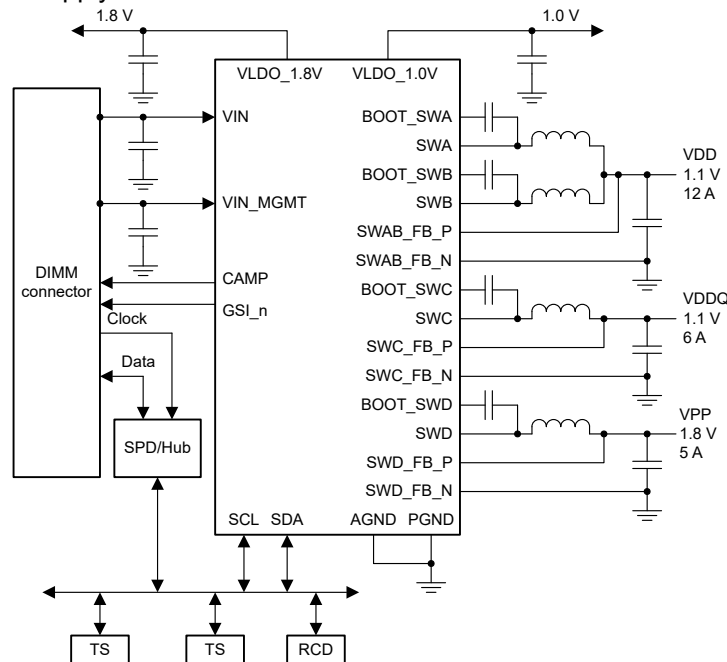 1.8 V
1.0 V
VLDO_1.8V
VLDO_1.0V
VIN
VIN_MGMT
CAMP
GSI_n
DIMM
connector
Clock
Data
SPD/Hub
BOOT_SWA
SWA
BOOT_SWB
SWB
SWAB_FB_P
SWAB_FB_N
BOOT_SWC
SWC
SWC_FB_P
SWC_FB_N
BOOT_SWD
SWD
SWD_FB_P
SWD_FB_N
VDD
1.1 V
12 A
VDDQ
1.1 V
6 A
VPP
1.8 V
5 A
SCL
SDA
AGND
PGND
TS
TS
RCD